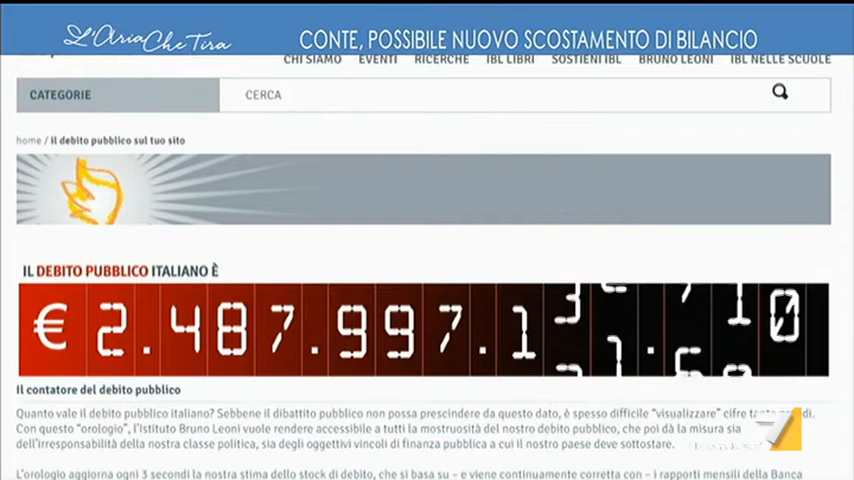 L'Aria Che Tira
CONTE, POSSIBILE NUOVO SCOSTAMENTO DI BILANCIO
CHI SIAMO EVENTI RICERCHE IBL LIBRI SOSTIENI IBL BRUNO LEONI IBL NELLE SCUOLE
CATEGORIE CERCA
home / il debito pubblico sul tuo sito
IL DEBITO PUBBLICO ITALIANO È
€ 2.487.997.1
Il contatore del debito pubblico
Quanto vale il debito pubblico italiano? Sebbene il dibattito pubblico non possa prescindere da questo dato, è spesso difficile "visualizzare" cifre tanto grandi.
Con questo "orologio", l'Istituto Bruno Leoni vuole rendere accessibile a tutti la mostruosità del nostro debito pubblico, che poi dà la misura sia
dell'irresponsabilità della nostra classe politica, sia degli oggettivi vincoli di finanza pubblica a cui il nostro paese deve sottostare.
L'orologio aggiorna ogni 3 secondi la nostra stima dello stock di debito, che si basa su – e viene continuamente corretta con – i rapporti mensili della Banca
7